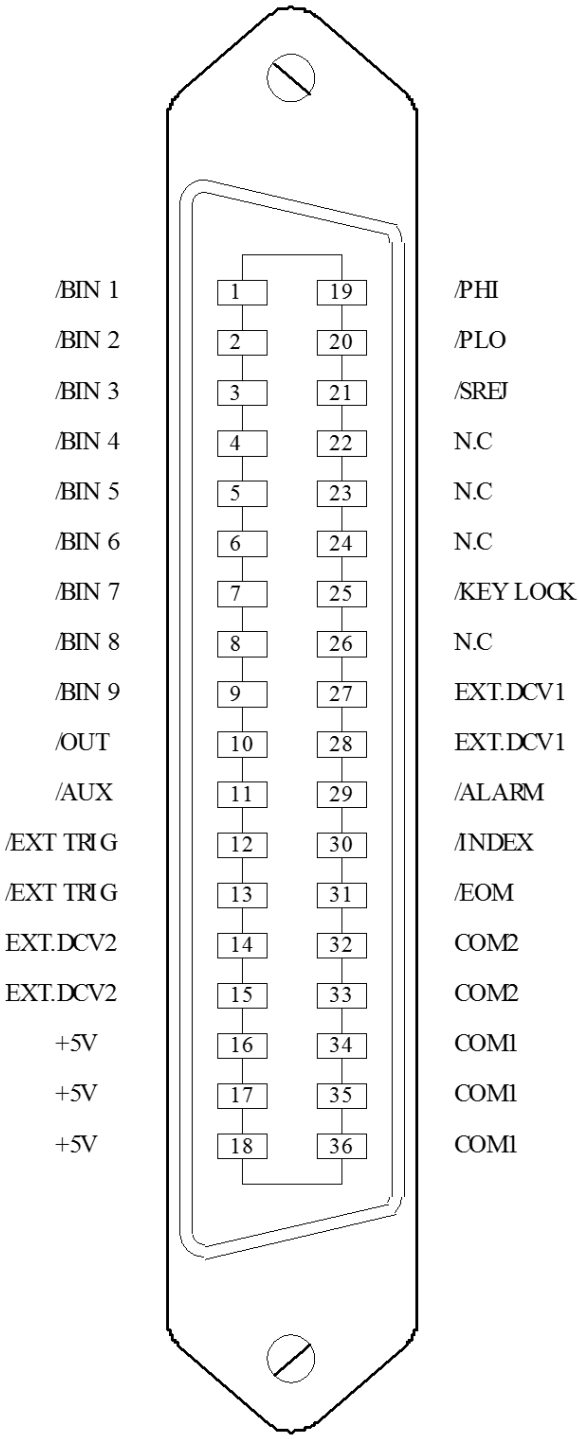 /BIN 1 1 19 /PHI
/BIN 2 2 20 /PLO
/BIN 3 3 21 /SREJ
/BIN 4 4 22 N.C
/BIN 5 5 23 N.C
/BIN 6 6 24 N.C
/BIN 7 7 25 /KEY LOCK
/BIN 8 8 26 N.C
/BIN 9 9 27 EXT.DCV1
/OUT 10 28 EXT.DCV1
/AUX 11 29 /ALARM
/EXT TRIG 12 30 /INDEX
/EXT TRIG 13 31 /EOM
EXT.DCV2 14 32 COM2
EXT.DCV2 15 33 COM2
+5V 16 34 COM1
+5V 17 35 COM1
+5V 18 36 COM1